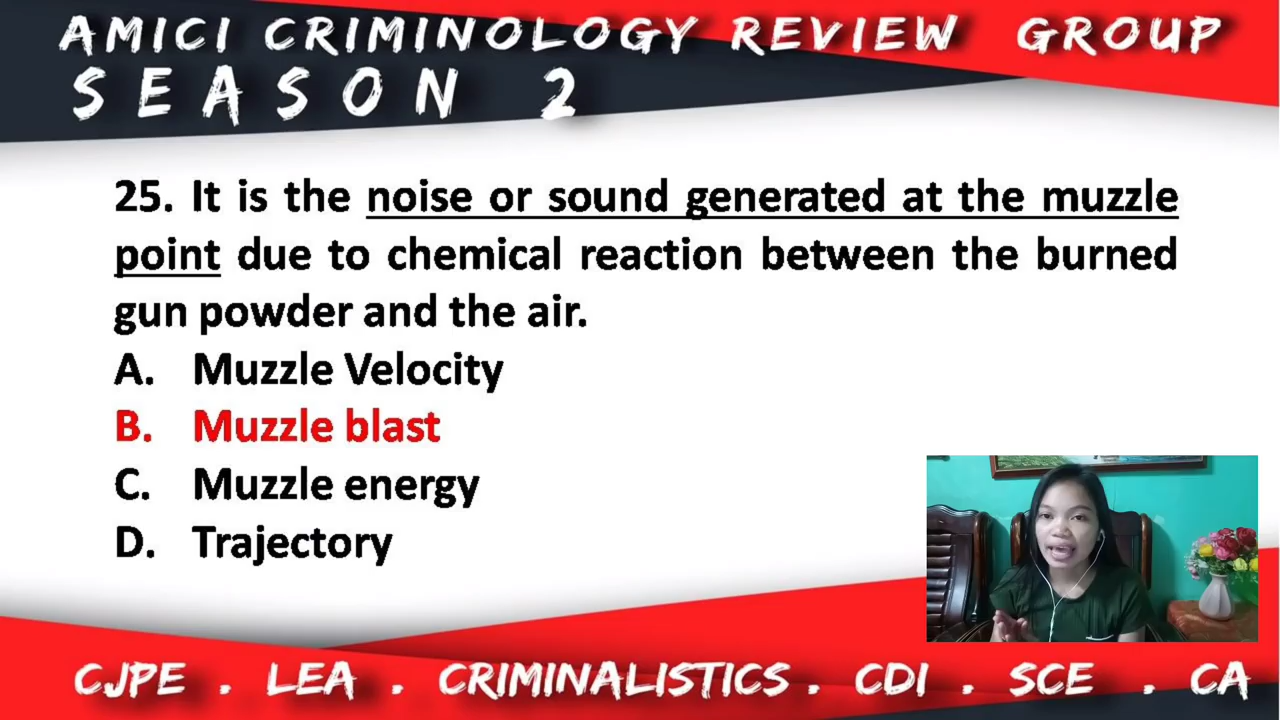 AMICI CRIMINOLOGY REVIEW GROUP
SEASON 2
25. It is the noise or sound generated at the muzzle
point due to chemical reaction between the burned
gun powder and the air.
A. Muzzle Velocity
B. Muzzle blast
C. Muzzle energy
D. Trajectory
CJPE . LEA . CRIMINALISTICS . CDI . SCE . CA